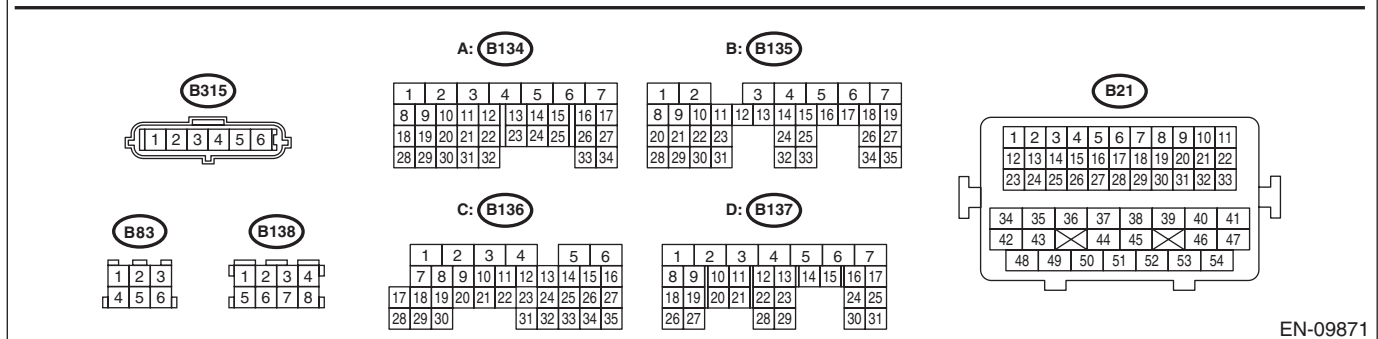 A: B134
1 2 3 4 5 6 7
8 9 10 11 12 13 14 15 16 17
18 19 20 21 22 23 24 25 26 27
28 29 30 31 32 33 34
B: B135
1 2 3 4 5 6 7
8 9 10 11 12 13 14 15 16 17 18 19
20 21 22 23 24 25 26 27
28 29 30 31 32 33 34 35
B315
1 2 3 4 5 6
B21
1 2 3 4 5 6 7 8 9 10 11
12 13 14 15 16 17 18 19 20 21 22
23 24 25 26 27 28 29 30 31 32 33
34 35 36 37 38 39 40 41
42 43 44 45 46 47
48 49 50 51 52 53 54
B83
1 2 3
4 5 6
B138
1 2 3 4
5 6 7 8
C: B136
1 2 3 4 5 6
7 8 9 10 11 12 13 14 15 16
17 18 19 20 21 22 23 24 25 26 27
28 29 30 31 32 33 34 35
D: B137
1 2 3 4 5 6 7
8 9 10 11 12 13 14 15 16 17
18 19 20 21 22 23 24 25
26 27 28 29 30 31
EN-09871